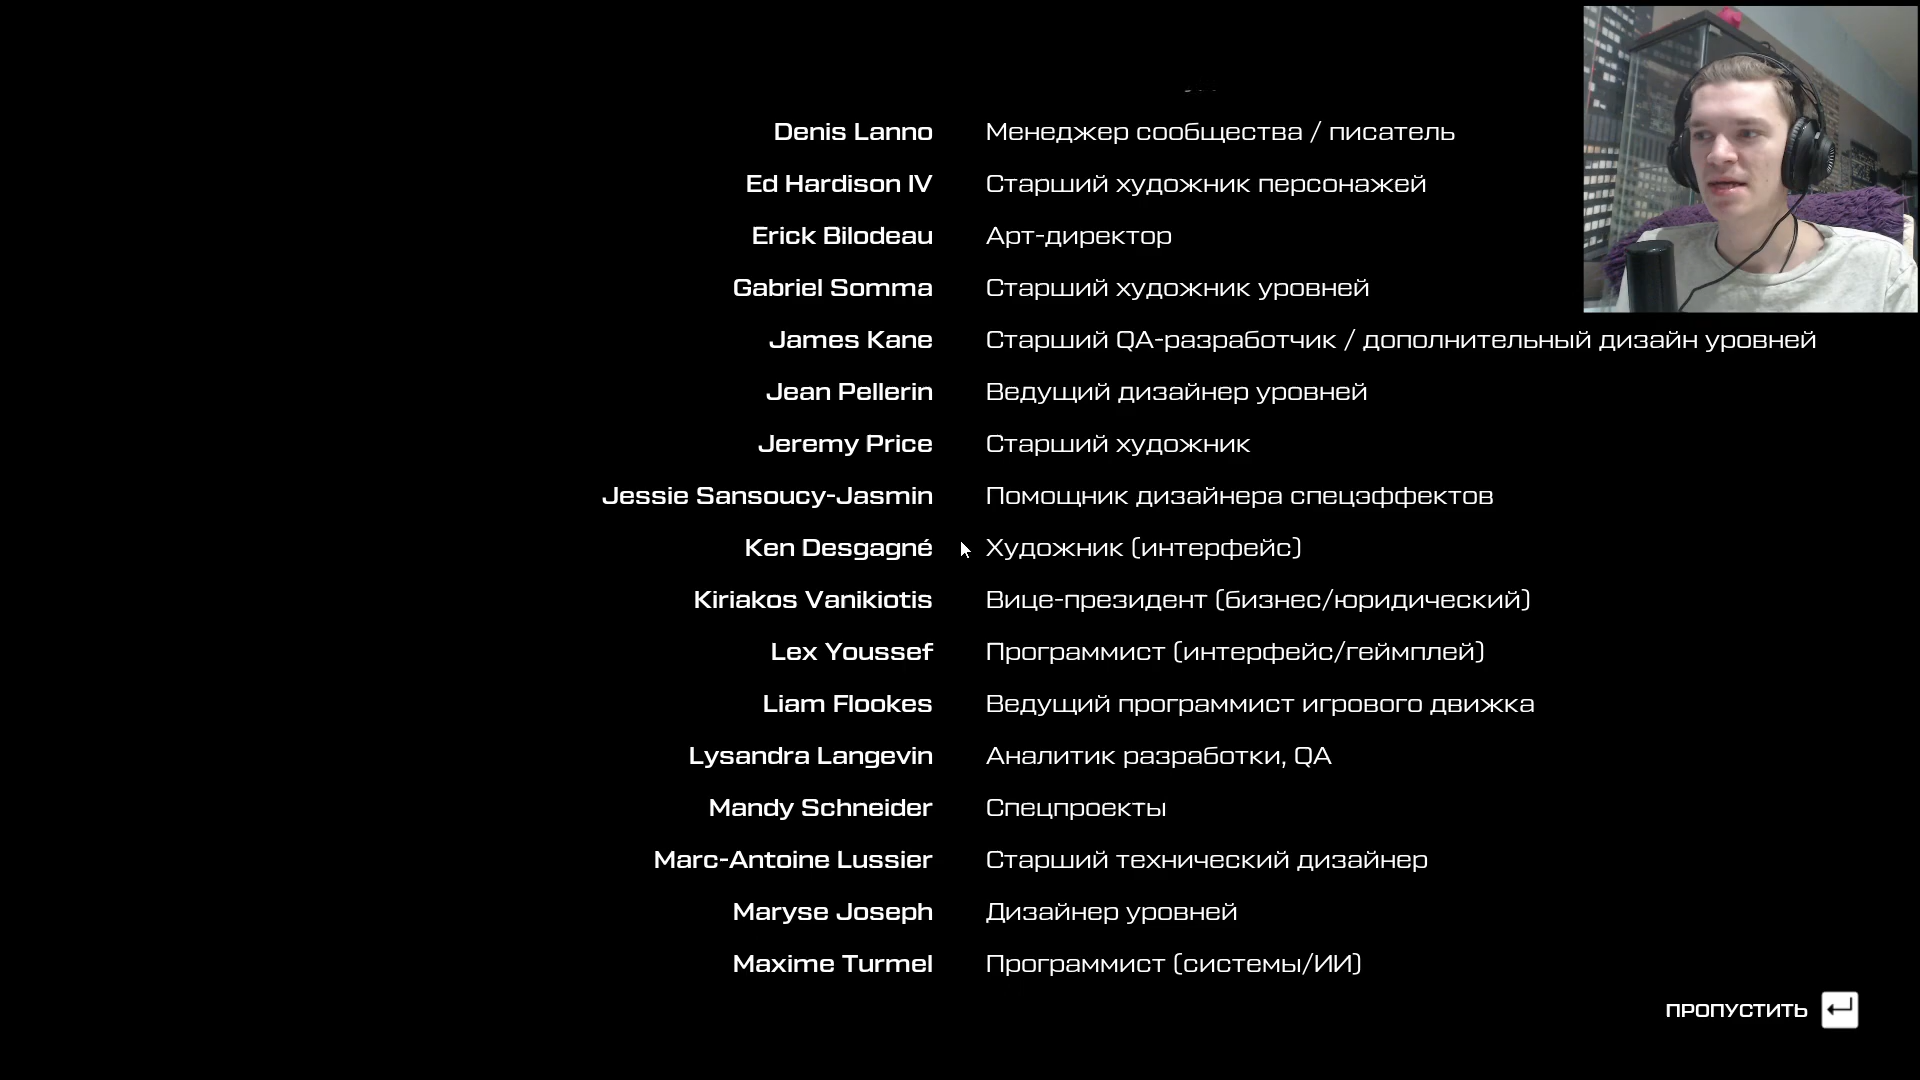 Denis Lanno Менеджер сообщества / писатель
Ed Hardison IV Старший художник персонажей
Erick Bilodeau Арт-директор
Gabriel Somma Старший художник уровней
James Kane Старший QA-разработчик / дополнительный дизайн уровней
Jean Pellerin Ведущий дизайнер уровней
Jeremy Price Старший художник
Jessie Sansoucy-Jasmin Помощник дизайнера спецэффектов
Ken Desgagné Художник (интерфейс)
Kiriakos Vanikiotis Вице-президент (бизнес/юридический)
Lex Youssef Программист (интерфейс/геймплей)
Liam Flookes Ведущий программист игрового движка
Lysandra Langevin Аналитик разработки, QA
Mandy Schneider Спецпроекты
Marc-Antoine Lussier Старший технический дизайнер
Maryse Joseph Дизайнер уровней
Maxime Turmel Программист (системы/ИИ)
ПРОПУСТИТЬ